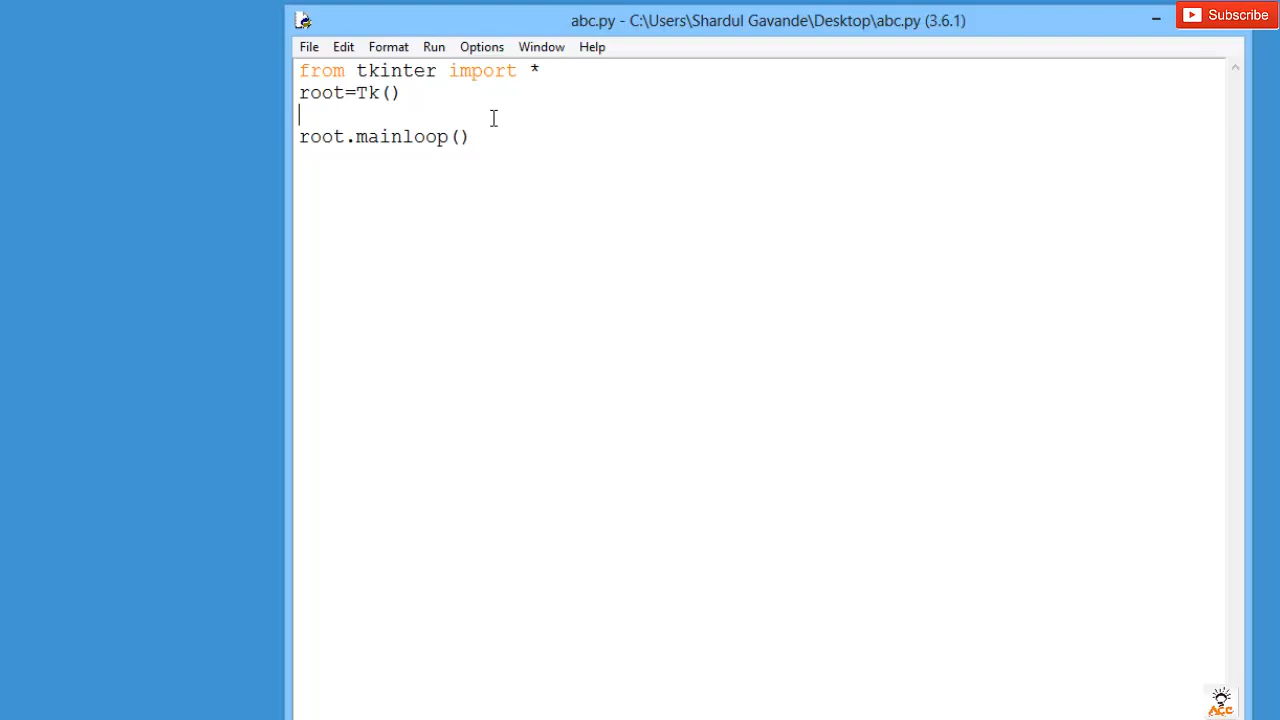 abc.py - C:\Users\Shardul Gavande\Desktop\abc.py (3.6.1)
Subscribe
File Edit Format Run Options Window Help
from tkinter import *
root=Tk()
root.mainloop()
ACC